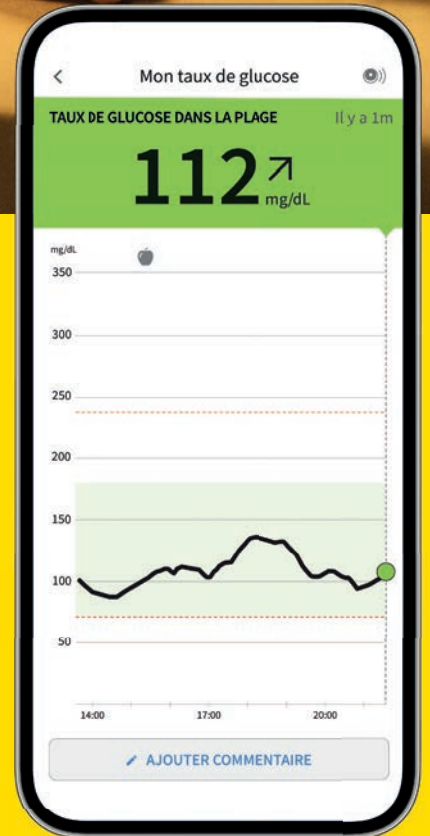 Mon taux de glucose
TAUX DE GLUCOSE DANS LA PLAGE
Il y a 1m
112
mg/dL
mg/dL
350
300
250
200
150
100
50
14:00
17:00
20:00
AJOUTER COMMENTAIRE